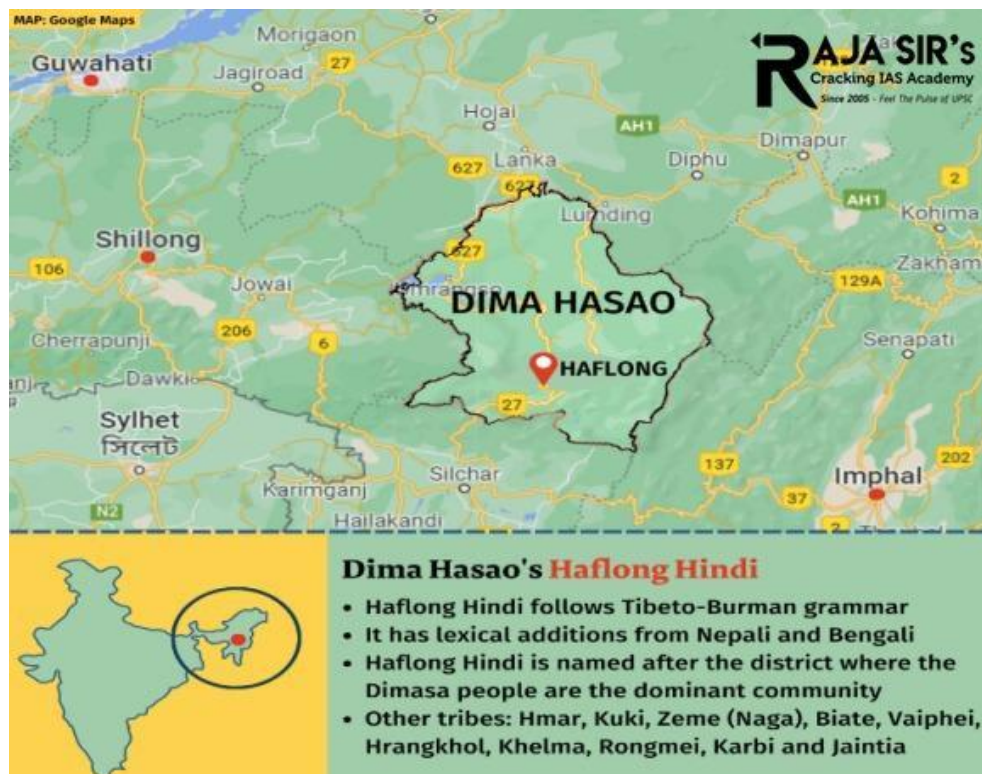 MAP: Google Maps
RAJA SIR's
Cracking IAS Academy
Since 2005 - Feel The Pulse of UPSC
Morigaon
Guwahati
27
Jagiroad
Hojai
AH1
Dimapur
Lanka
Diphu
627
2
627
AH1
Lumding
Kohima
Shillong
627
Zakham
106
Jowai
129A
DIMA HASAO
206
Cherrapunji
6
Senapati
HAFLONG
Dawki
27
Sylhet
সিলেট
137
202
Silchar
Imphal
Karimganj
37
N2
Hailakandi
2
Dima Hasao's Haflong Hindi
• Haflong Hindi follows Tibeto-Burman grammar
• It has lexical additions from Nepali and Bengali
• Haflong Hindi is named after the district where the
Dimasa people are the dominant community
• Other tribes: Hmar, Kuki, Zeme (Naga), Biate, Vaiphei,
Hrangkhol, Khelma, Rongmei, Karbi and Jaintia